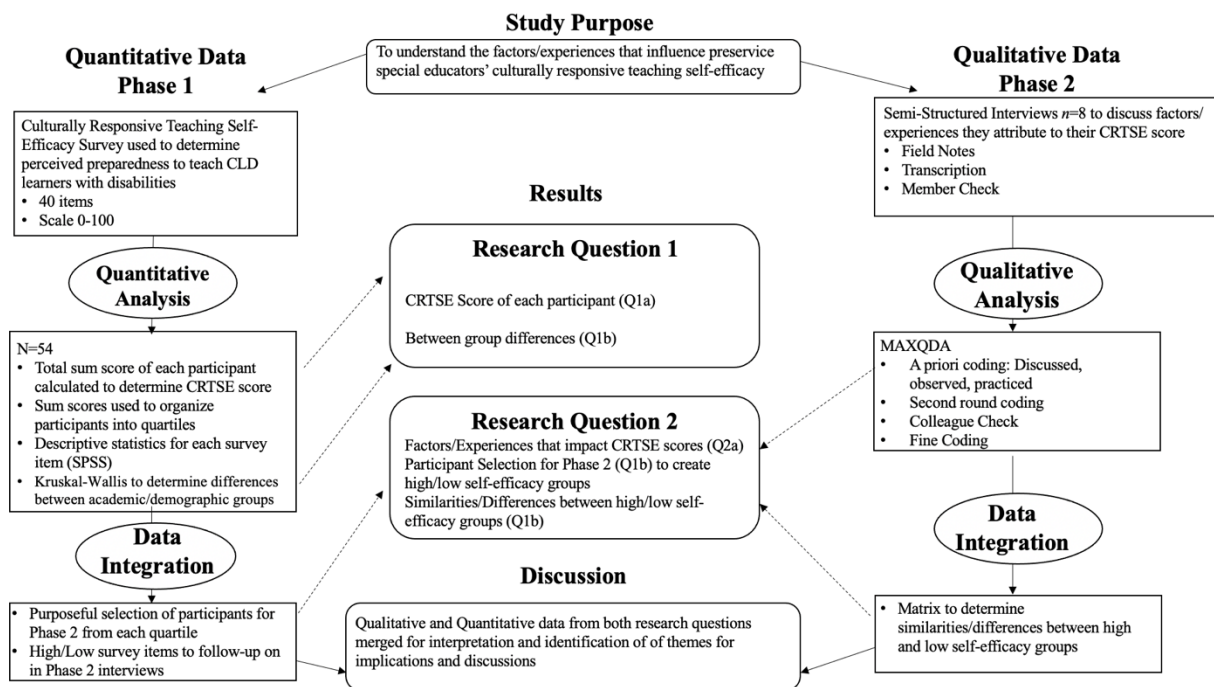 Study Purpose
To understand the factors/experiences that influence preservice
special educators’ culturally responsive teaching self-efficacy
Quantitative Data
Phase 1
Culturally Responsive Teaching Self-
Efficacy Survey used to determine
perceived preparedness to teach CLD
learners with disabilities
• 40 items
• Scale 0-100
Quantitative
Analysis
N=54
• Total sum score of each participant
calculated to determine CRTSE score
• Sum scores used to organize
participants into quartiles
• Descriptive statistics for each survey
item (SPSS)
• Kruskal-Wallis to determine differences
between academic/demographic groups
Data
Integration
• Purposeful selection of participants for
Phase 2 from each quartile
• High/Low survey items to follow-up on
in Phase 2 interviews
Results
Research Question 1
CRTSE Score of each participant (Q1a)
Between group differences (Q1b)
Research Question 2
Factors/Experiences that impact CRTSE scores (Q2a)
Participant Selection for Phase 2 (Q1b) to create
high/low self-efficacy groups
Similarities/Differences between high/low self-
efficacy groups (Q1b)
Discussion
Qualitative and Quantitative data from both research questions
merged for interpretation and identification of of themes for
implications and discussions
Qualitative Data
Phase 2
Semi-Structured Interviews n=8 to discuss factors/
experiences they attribute to their CRTSE score
• Field Notes
• Transcription
• Member Check
Qualitative
Analysis
MAXQDA
• A priori coding: Discussed,
observed, practiced
• Second round coding
• Colleague Check
• Fine Coding
Data
Integration
• Matrix to determine
similarities/differences between high
and low self-efficacy groups